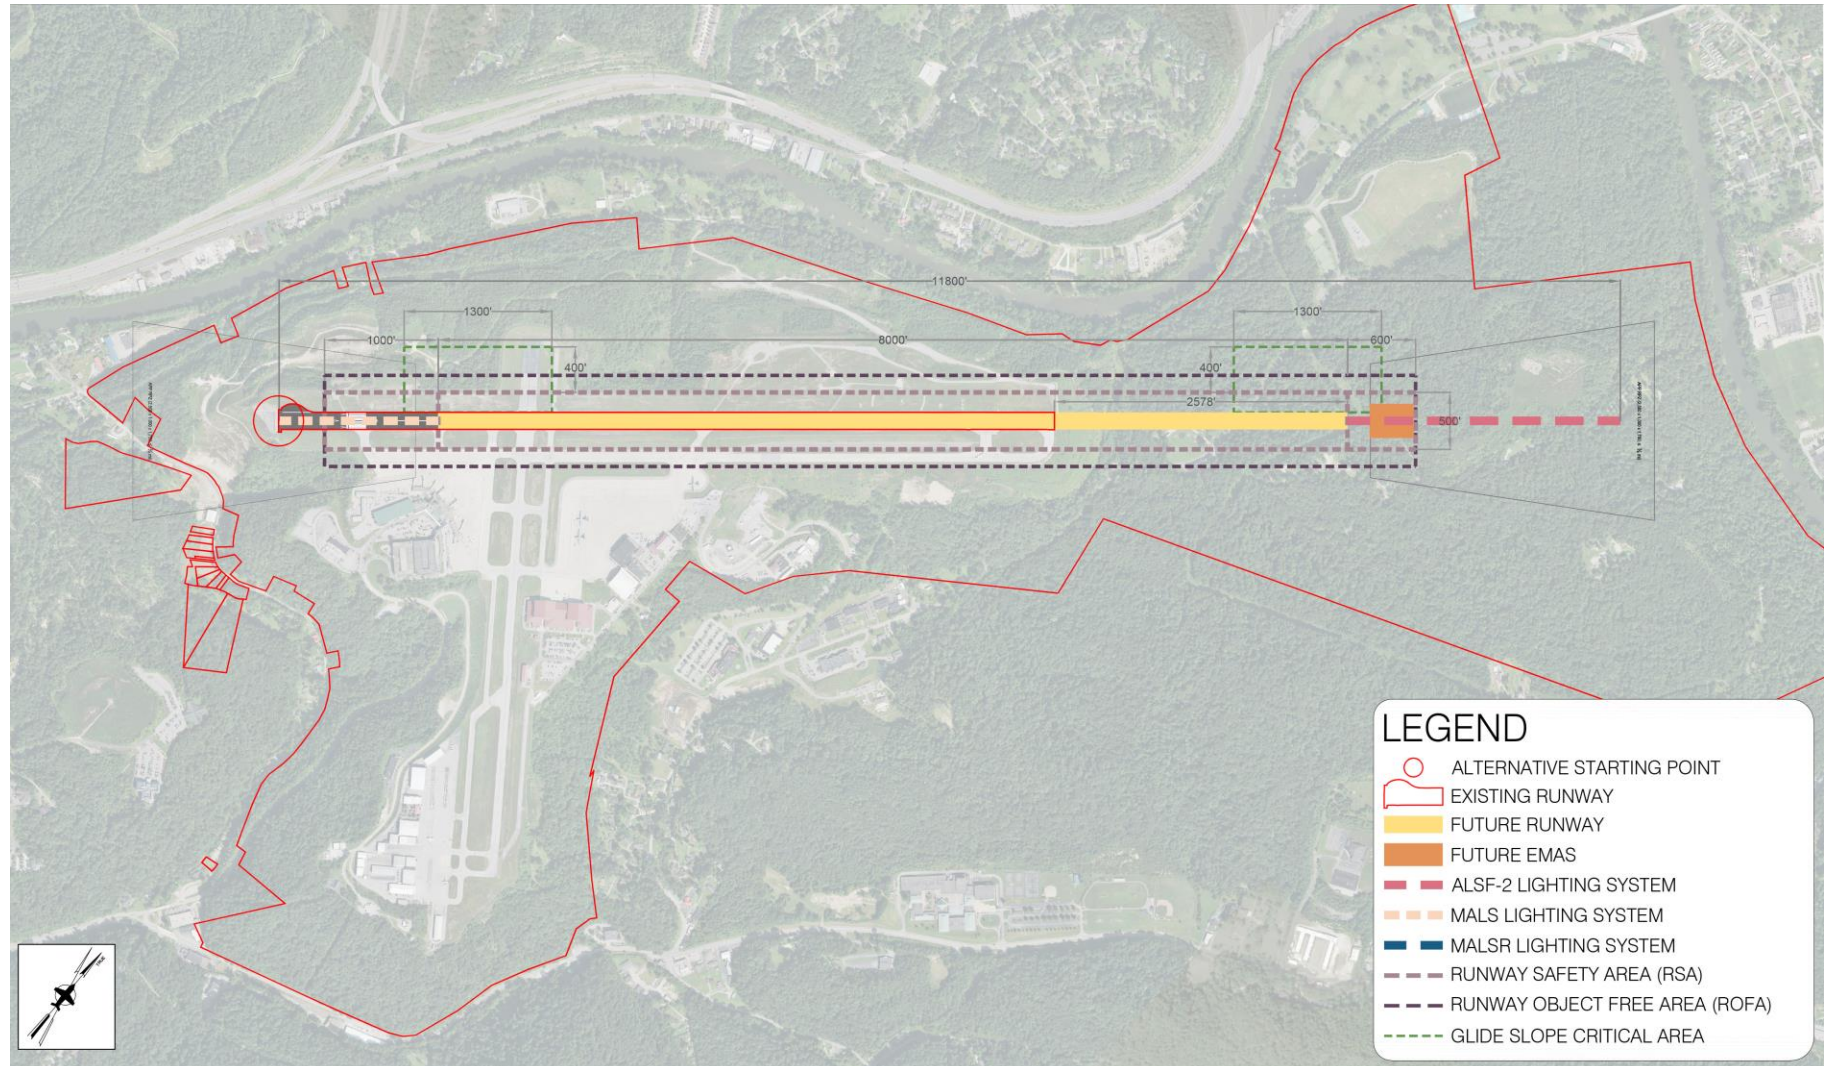 11800'
1300'
1300'
1000'
8000'
600'
400'
400'
2578'
500'
LEGEND
ALTERNATIVE STARTING POINT
EXISTING RUNWAY
FUTURE RUNWAY
FUTURE EMAS
ALSF-2 LIGHTING SYSTEM
MALS LIGHTING SYSTEM
MALSR LIGHTING SYSTEM
RUNWAY SAFETY AREA (RSA)
RUNWAY OBJECT FREE AREA (ROFA)
GLIDE SLOPE CRITICAL AREA